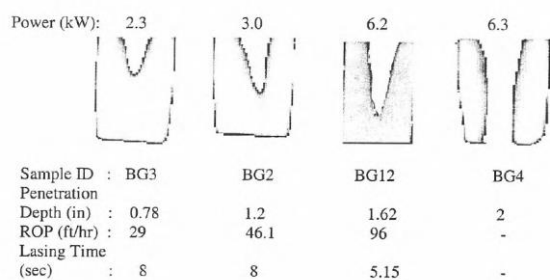 Power (kW): 2.3 3.0 6.2 6.3
Sample ID : BG3 BG2 BG12 BG4
Penetration
Depth (in) : 0.78 1.2 1.62 2
ROP (ft/hr) : 29 46.1 96 -
Lasing Time
(sec) : 8 8 5.15 -